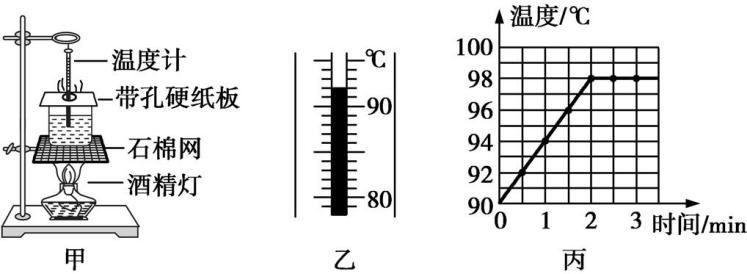 温度计
带孔硬纸板
石棉网
酒精灯
甲
℃
90
80
乙
温度/℃
100
98
96
94
92
90
0 1 2 3 时间/min
丙